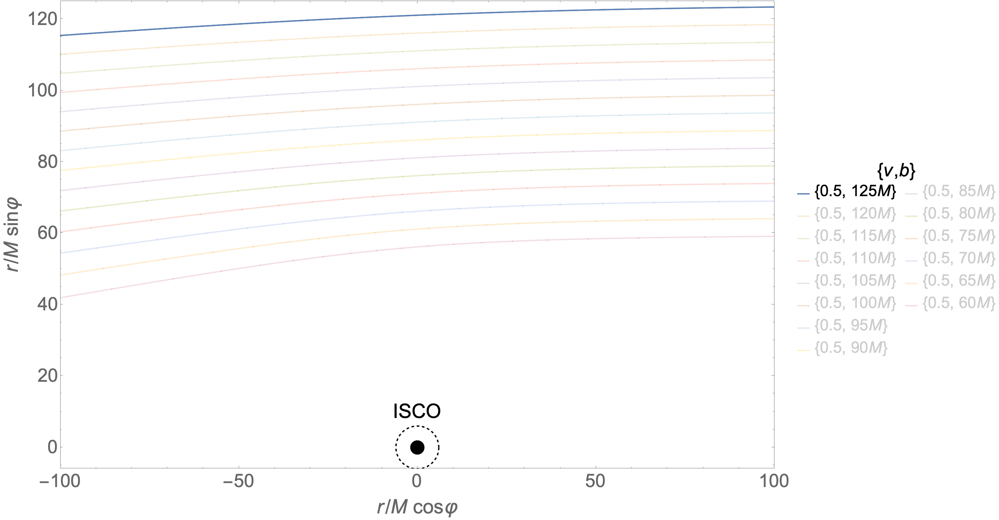 120
100
80
60
40
20
0
r/M sinφ
ISCO
−100 −50 0 50 100
r/M cosφ
{v,b}
{0.5, 125M} {0.5, 85M}
{0.5, 120M} {0.5, 80M}
{0.5, 115M} {0.5, 75M}
{0.5, 110M} {0.5, 70M}
{0.5, 105M} {0.5, 65M}
{0.5, 100M} {0.5, 60M}
{0.5, 95M}
{0.5, 90M}